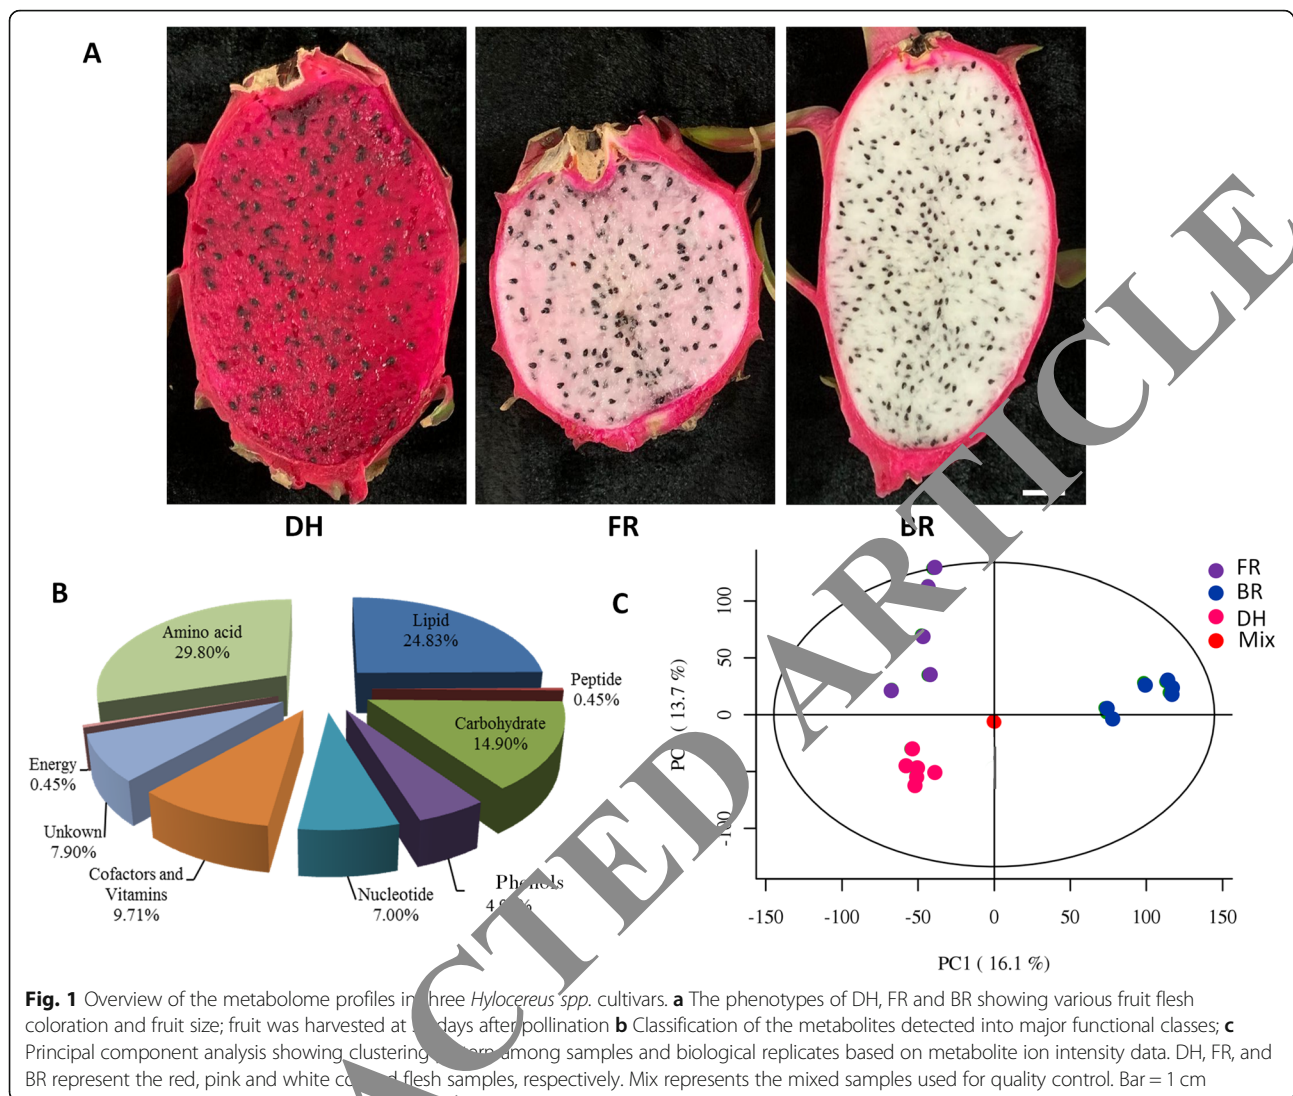 A
DH FR BR
B
Amino acid
29.80%
Lipid
24.83%
Peptide
0.45%
Carbohydrate
14.90%
Phenols
Nucleotide
7.00%
Cofactors and
Vitamins
9.71%
Unkown
7.90%
Energy
0.45%
C
FR
BR
DH
Mix
100
50
0
-100
( 13.7 %)
-150 -100 -50 0 50 100 150
PC1 ( 16.1 %)
Fig. 1 Overview of the metabolome profiles in three Hylocereus spp. cultivars. a The phenotypes of DH, FR and BR showing various fruit flesh
coloration and fruit size; fruit was harvested at days after pollination b Classification of the metabolites detected into major functional classes; c
Principal component analysis showing clustering among samples and biological replicates based on metabolite ion intensity data. DH, FR, and
BR represent the red, pink and white flesh samples, respectively. Mix represents the mixed samples used for quality control. Bar = 1 cm
ACTED ARTICLE